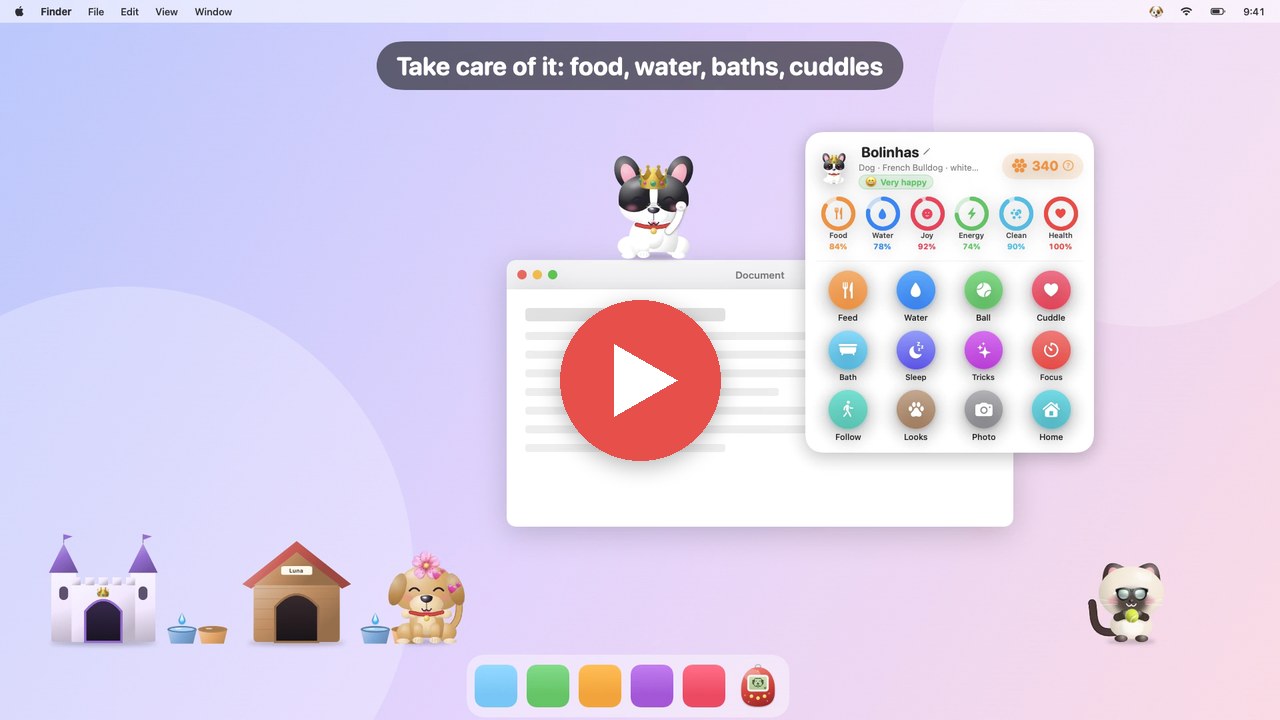 Finder File Edit View Window 9:41
Take care of it: food, water, baths, cuddles
Bolinhas
Dog · French Bulldog · white...
Very happy
340
Food Water Joy Energy Clean Health
84% 78% 92% 74% 90% 100%
Document
Feed Water Ball Cuddle
Bath Sleep Tricks Focus
Follow Looks Photo Home
Luna